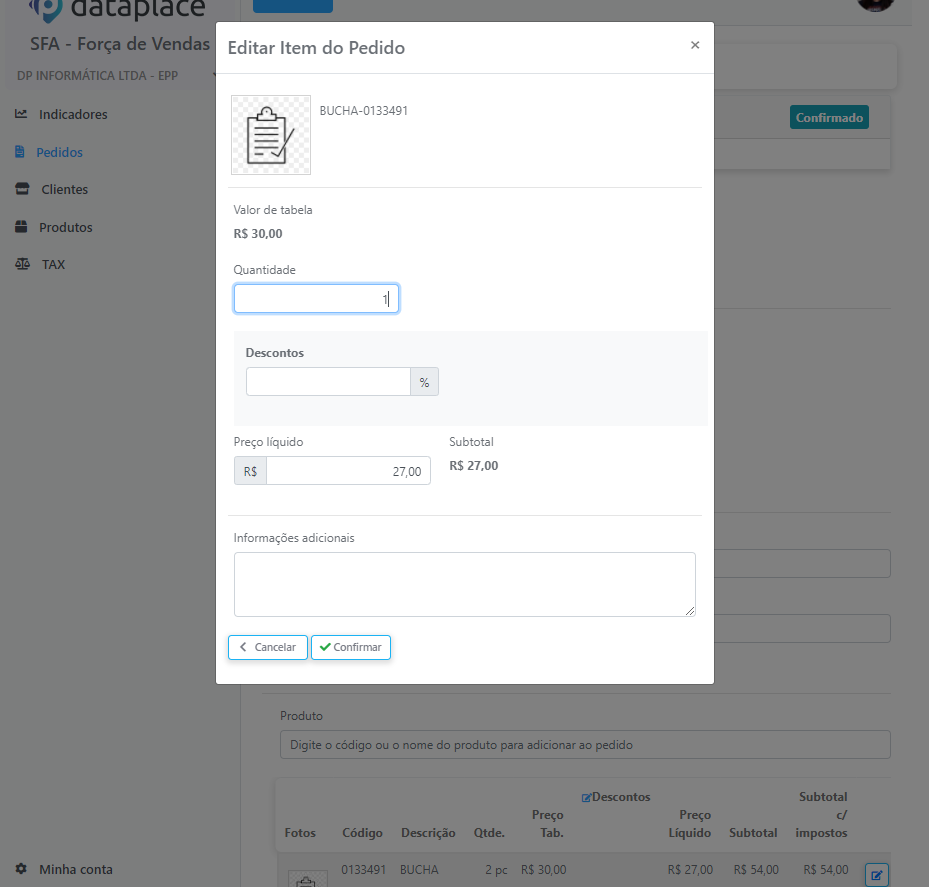 dataplace
SFA - Força de Vendas
DP INFORMÁTICA LTDA - EPP
Indicadores
Pedidos
Clientes
Produtos
TAX
Minha conta
Confirmado
Editar Item do Pedido
×
BUCHA-0133491
Valor de tabela
R$ 30,00
Quantidade
1
Descontos
%
Preço líquido
Subtotal
R$ 27,00
R$ 27,00
Informações adicionais
Cancelar
Confirmar
Produto
Digite o código ou o nome do produto para adicionar ao pedido
Fotos Código Descrição Qtde. Preço Tab. Descontos Preço Líquido Subtotal Subtotal c/ impostos
0133491 BUCHA 2 pc R$ 30,00 R$ 27,00 R$ 54,00 R$ 54,00